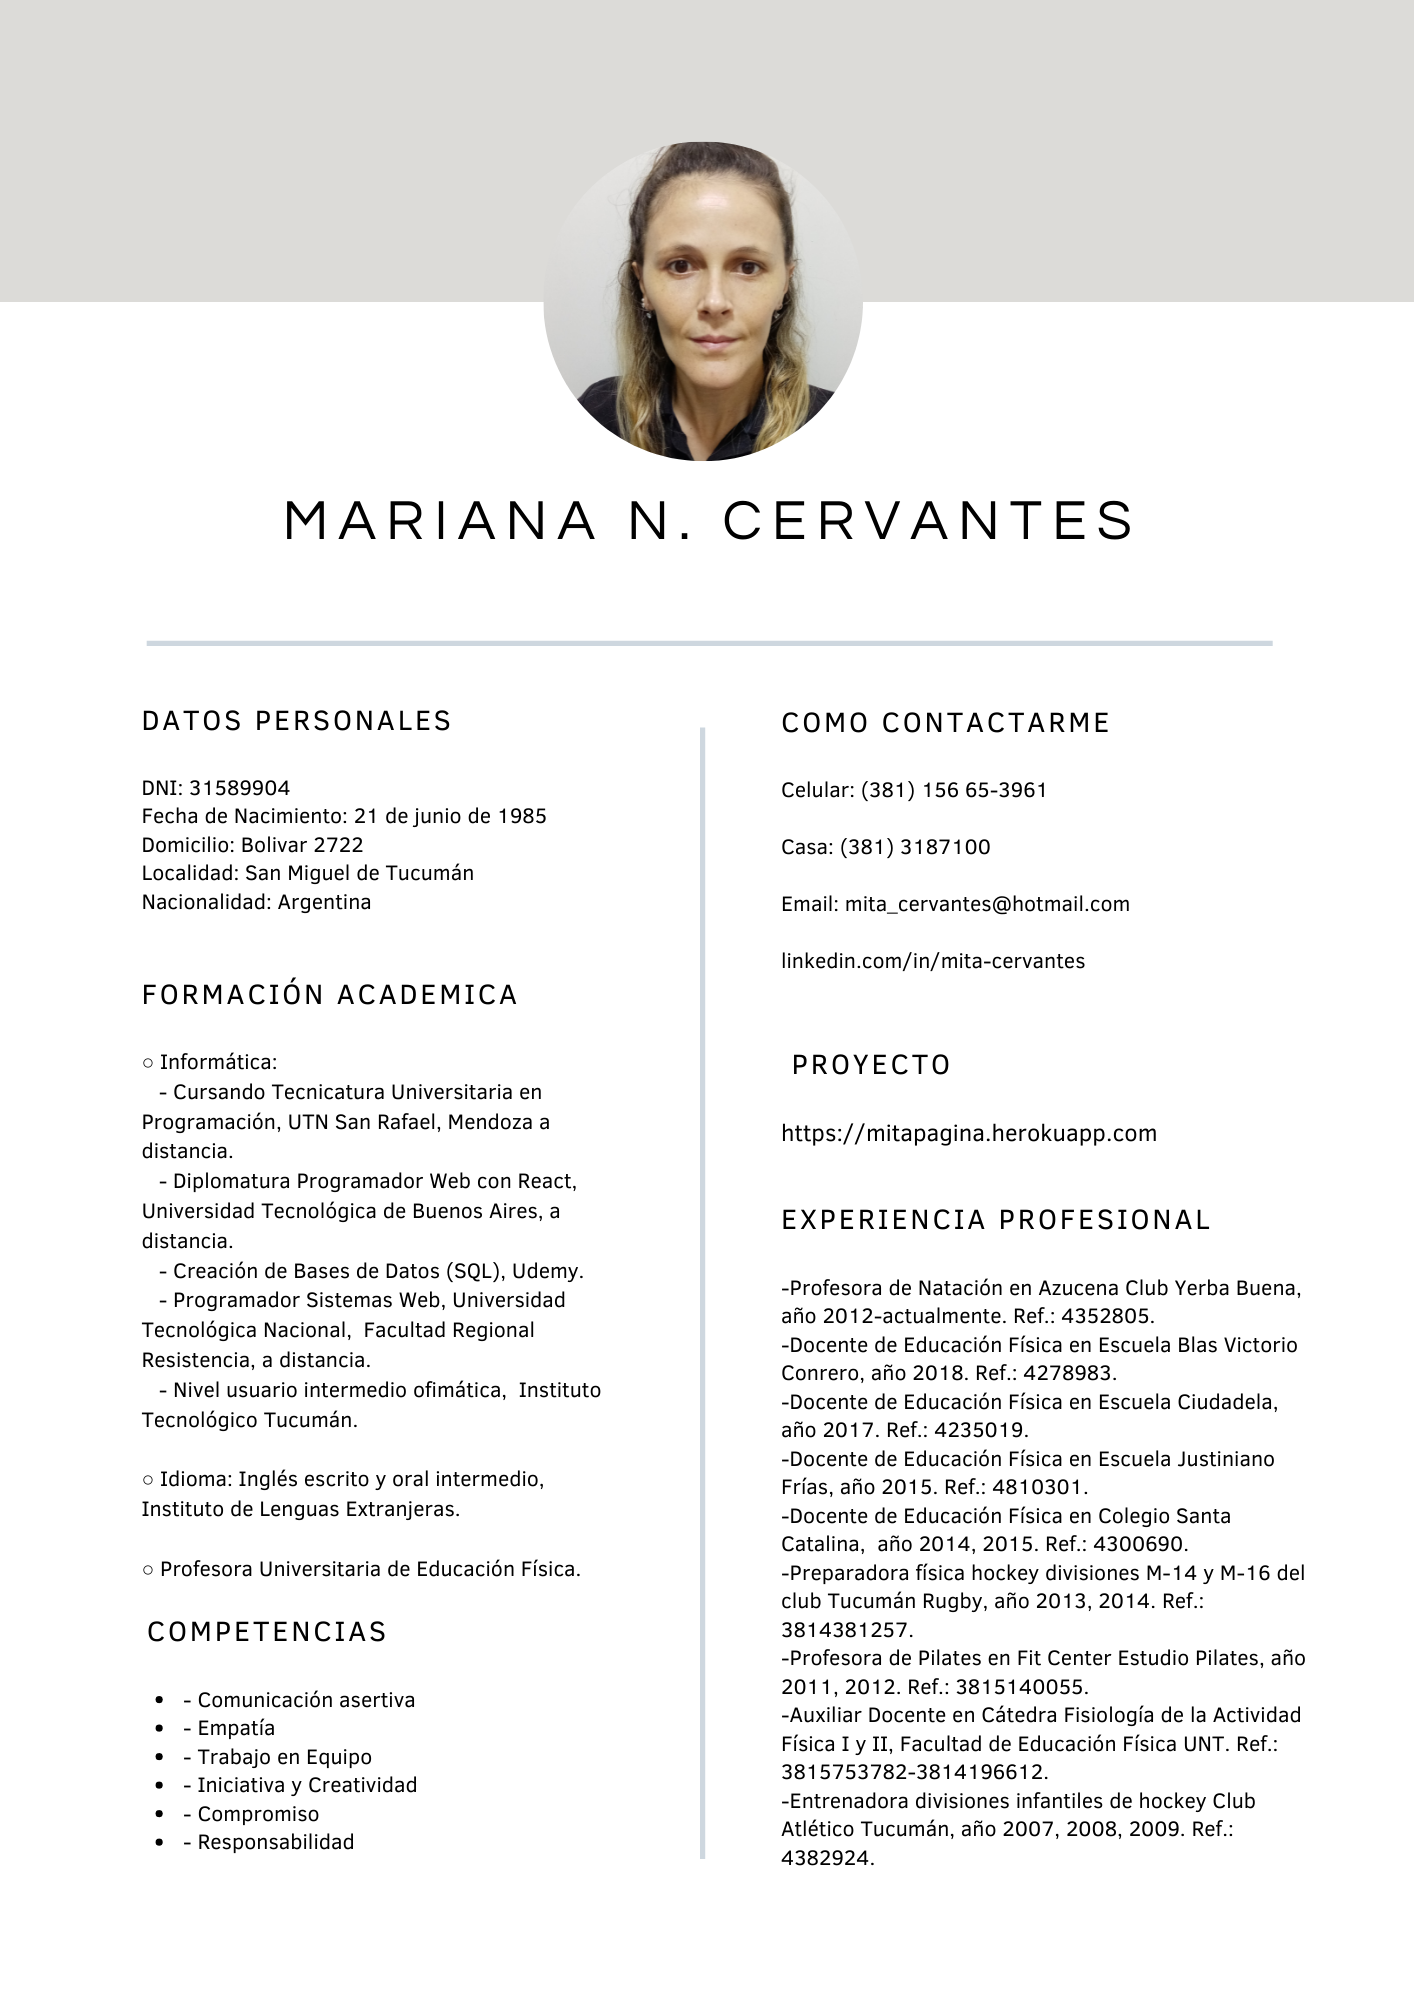 MARIANA N. CERVANTES
DATOS PERSONALES
DNI: 31589904
Fecha de Nacimiento: 21 de junio de 1985
Domicilio: Bolivar 2722
Localidad: San Miguel de Tucumán
Nacionalidad: Argentina
FORMACIÓN ACADEMICA
○ Informática:
- Cursando Tecnicatura Universitaria en
Programación, UTN San Rafael, Mendoza a
distancia.
- Diplomatura Programador Web con React,
Universidad Tecnológica de Buenos Aires, a
distancia.
- Creación de Bases de Datos (SQL), Udemy.
- Programador Sistemas Web, Universidad
Tecnológica Nacional,  Facultad Regional
Resistencia, a distancia.
- Nivel usuario intermedio ofimática,  Instituto
Tecnológico Tucumán.
○ Idioma: Inglés escrito y oral intermedio,
Instituto de Lenguas Extranjeras.
○ Profesora Universitaria de Educación Física.
COMPETENCIAS
• - Comunicación asertiva
• - Empatía
• - Trabajo en Equipo
• - Iniciativa y Creatividad
• - Compromiso
• - Responsabilidad
COMO CONTACTARME
Celular: (381) 156 65-3961
Casa: (381) 3187100
Email: mita_cervantes@hotmail.com
linkedin.com/in/mita-cervantes
PROYECTO
https://mitapagina.herokuapp.com
EXPERIENCIA PROFESIONAL
-Profesora de Natación en Azucena Club Yerba Buena,
año 2012-actualmente. Ref.: 4352805.
-Docente de Educación Física en Escuela Blas Victorio
Conrero, año 2018. Ref.: 4278983.
-Docente de Educación Física en Escuela Ciudadela,
año 2017. Ref.: 4235019.
-Docente de Educación Física en Escuela Justiniano
Frías, año 2015. Ref.: 4810301.
-Docente de Educación Física en Colegio Santa
Catalina,  año 2014, 2015. Ref.: 4300690.
-Preparadora física hockey divisiones M-14 y M-16 del
club Tucumán Rugby, año 2013, 2014. Ref.:
3814381257.
-Profesora de Pilates en Fit Center Estudio Pilates, año
2011, 2012. Ref.: 3815140055.
-Auxiliar Docente en Cátedra Fisiología de la Actividad
Física I y II, Facultad de Educación Física UNT. Ref.:
3815753782-3814196612.
-Entrenadora divisiones infantiles de hockey Club
Atlético Tucumán, año 2007, 2008, 2009. Ref.:
4382924.